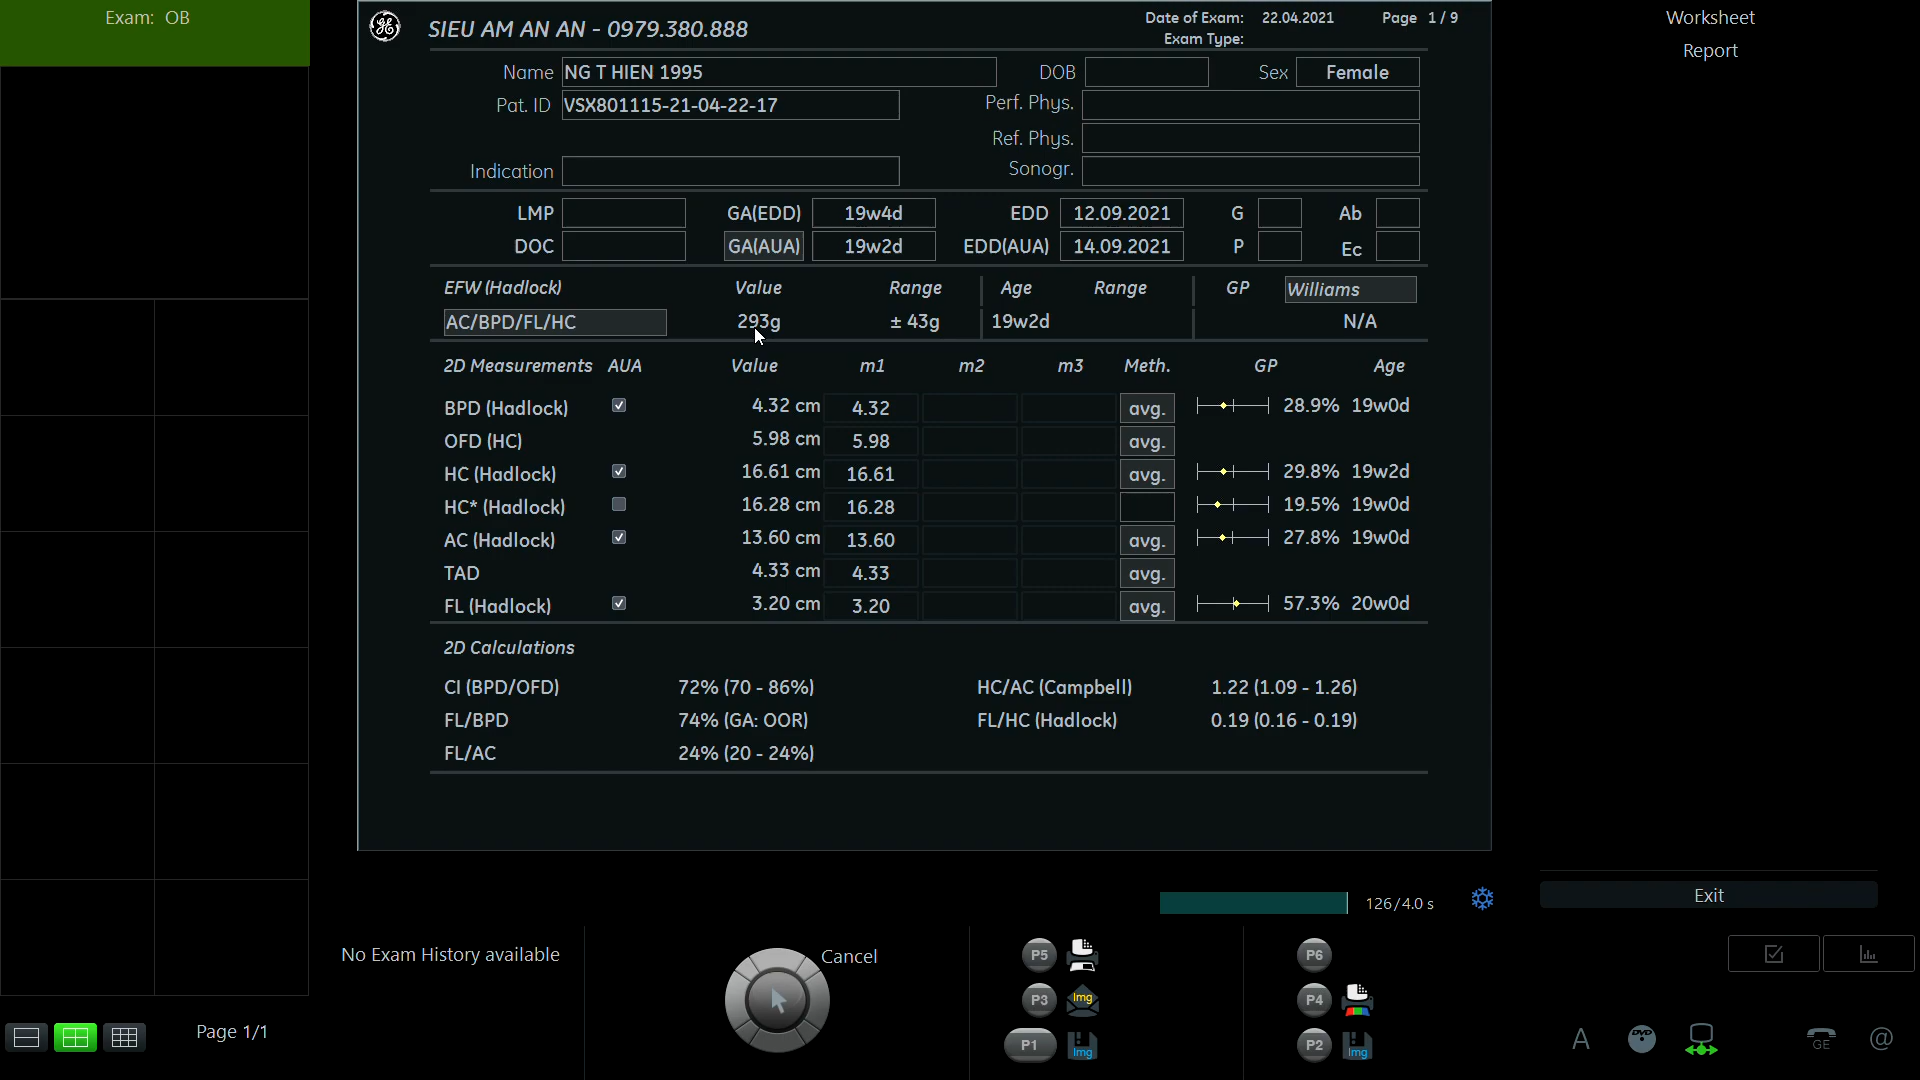 Exam: OB
SIEU AM AN AN - 0979.380.888
Date of Exam: 22.04.2021 Page 1 / 9
Exam Type:
Name NG T HIEN 1995 DOB Sex Female
Pat. ID VSX801115-21-04-22-17 Perf. Phys.
Ref. Phys.
Indication Sonogr.
LMP GA(EDD) 19w4d EDD 12.09.2021 G Ab
DOC GA(AUA) 19w2d EDD(AUA) 14.09.2021 P Ec
EFW (Hadlock) Value Range Age Range GP Williams
AC/BPD/FL/HC 293g ± 43g 19w2d N/A
2D Measurements AUA Value m1 m2 m3 Meth. GP Age
BPD (Hadlock) 4.32 cm 4.32 avg. 28.9% 19w0d
OFD (HC) 5.98 cm 5.98 avg.
HC (Hadlock) 16.61 cm 16.61 avg. 29.8% 19w2d
HC* (Hadlock) 16.28 cm 16.28 19.5% 19w0d
AC (Hadlock) 13.60 cm 13.60 avg. 27.8% 19w0d
TAD 4.33 cm 4.33 avg.
FL (Hadlock) 3.20 cm 3.20 avg. 57.3% 20w0d
2D Calculations
CI (BPD/OFD) 72% (70 - 86%) HC/AC (Campbell) 1.22 (1.09 - 1.26)
FL/BPD 74% (GA: OOR) FL/HC (Hadlock) 0.19 (0.16 - 0.19)
FL/AC 24% (20 - 24%)
Worksheet
Report
126/4.0 s
Exit
No Exam History available
Cancel
P5 P6
P3 Img P4
P1 Img P2 Img
Page 1/1
A DVD GE @